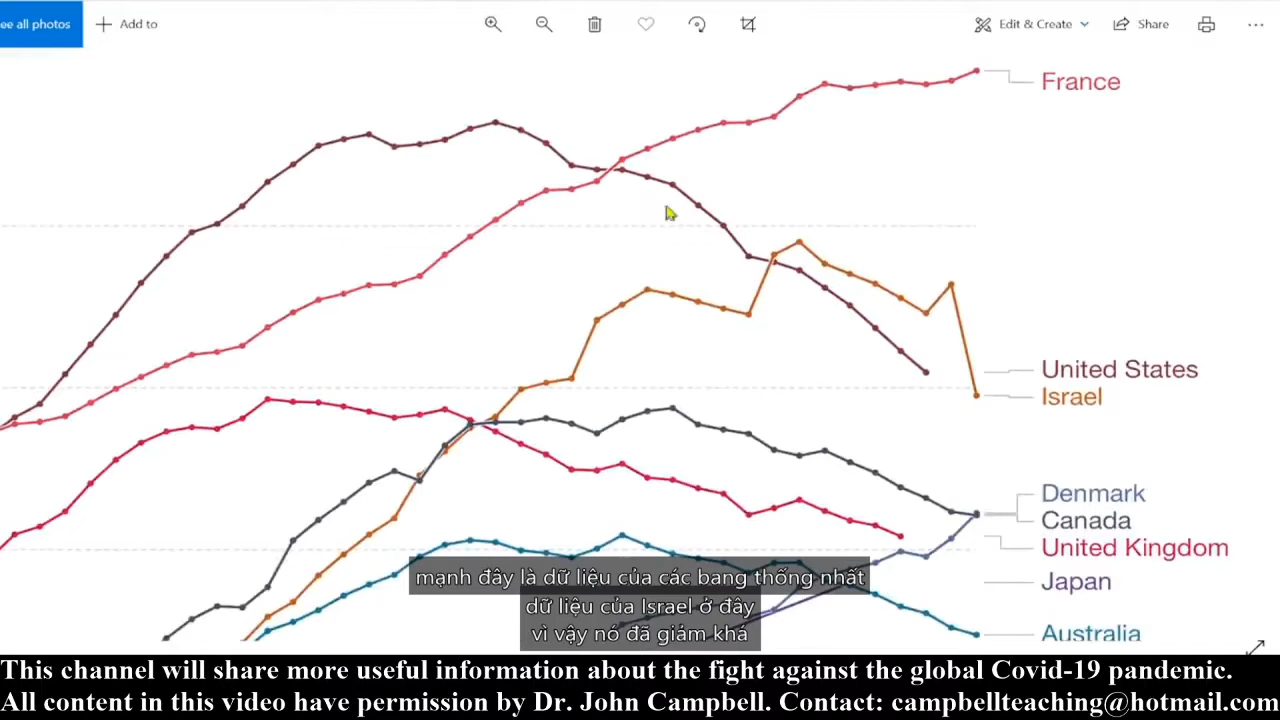 ee all photos
Add to
Edit & Create
Share
France
United States
Israel
Denmark
Canada
United Kingdom
Japan
Australia
mạnh đây là dữ liệu của các bang thống nhất
dữ liệu của Israel ở đây
vì vậy nó đã giảm khá
This channel will share more useful information about the fight against the global Covid-19 pandemic.
All content in this video have permission by Dr. John Campbell. Contact: campbellteaching@hotmail.com